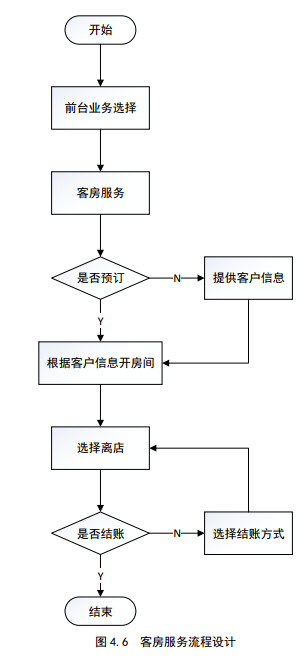 开始
前台业务选择
客房服务
是否预订
N
提供客户信息
Y
根据客户信息开房间
选择离店
是否结账
N
选择结账方式
Y
结束
图 4.6 客房服务流程设计